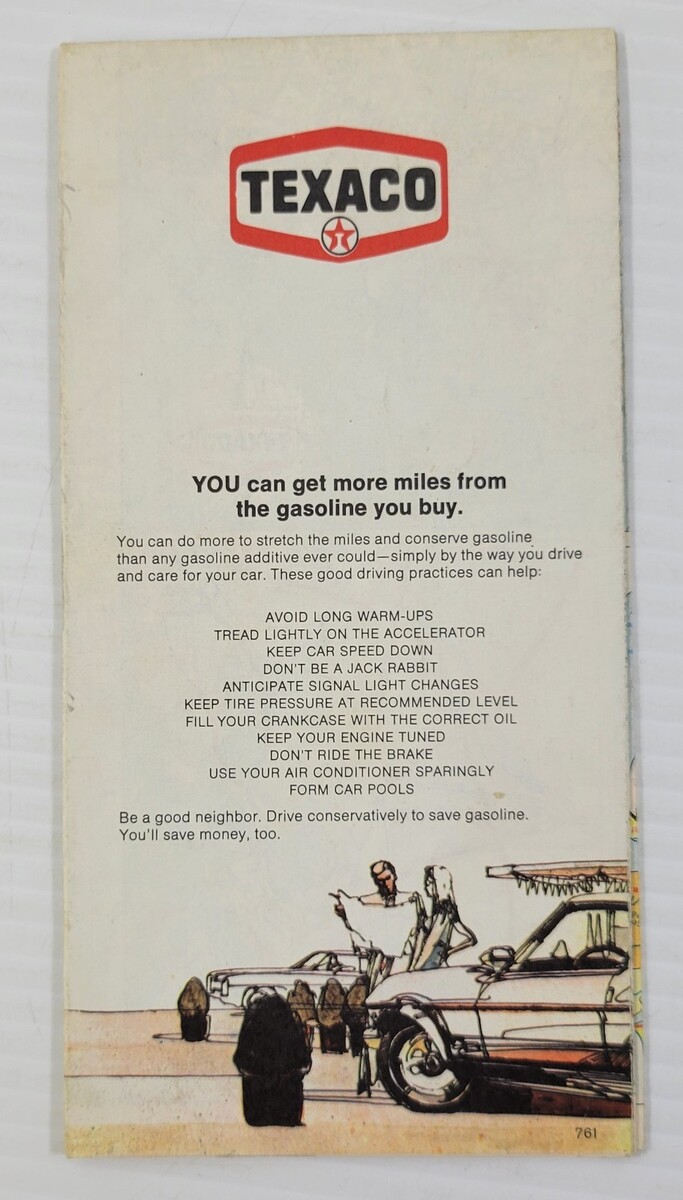 TEXACO
T
YOU can get more miles from
the gasoline you buy.
You can do more to stretch the miles and conserve gasoline
than any gasoline additive ever could—simply by the way you drive
and care for your car. These good driving practices can help:
AVOID LONG WARM-UPS
TREAD LIGHTLY ON THE ACCELERATOR
KEEP CAR SPEED DOWN
DON'T BE A JACK RABBIT
ANTICIPATE SIGNAL LIGHT CHANGES
KEEP TIRE PRESSURE AT RECOMMENDED LEVEL
FILL YOUR CRANKCASE WITH THE CORRECT OIL
KEEP YOUR ENGINE TUNED
DON'T RIDE THE BRAKE
USE YOUR AIR CONDITIONER SPARINGLY
FORM CAR POOLS
Be a good neighbor. Drive conservatively to save gasoline.
You'll save money, too.
761